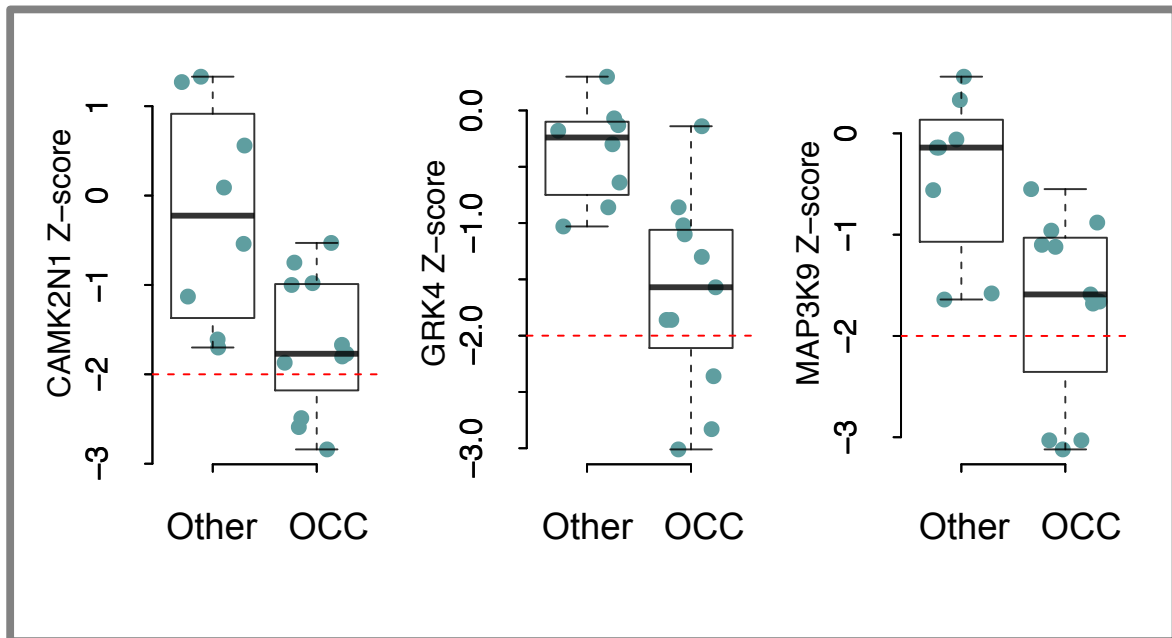 CAMK2N1 Z−score
1
0
−1
−2
−3
Other OCC
GRK4 Z−score
0.0
−1.0
−2.0
−3.0
Other OCC
MAP3K9 Z−score
0
−1
−2
−3
Other OCC